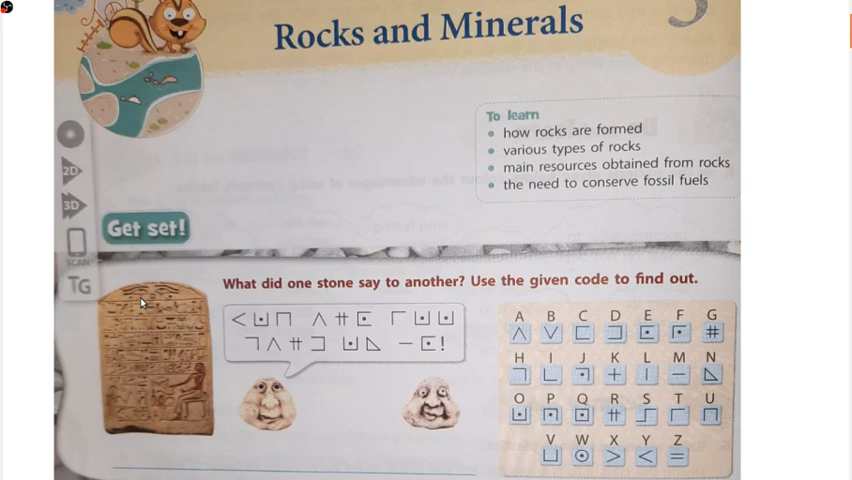 Rocks and Minerals
To learn
how rocks are formed
various types of rocks
main resources obtained from rocks
the need to conserve fossil fuels
2D
3D
SCAN
TG
Get set!
What did one stone say to another? Use the given code to find out.
A B C D E F G
H I J K L M N
O P Q R S T U
V W X Y Z